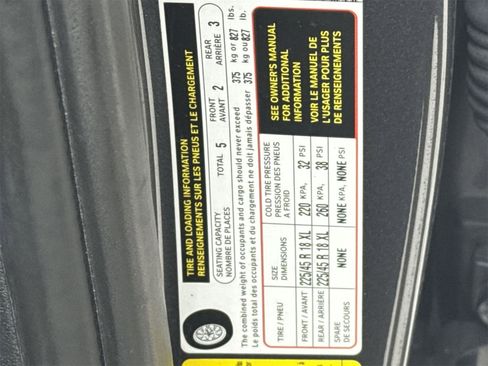 TIRE AND LOADING INFORMATION
RENSEIGNEMENTS SUR LES PNEUS ET LE CHARGEMENT
SEATING CAPACITY
NOMBRE DE PLACES
TOTAL 5
FRONT
AVANT 2
REAR
ARRIÈRE 3
The combined weight of occupants and cargo should never exceed 375 kg or 827 lbs.
Le poids total des occupants et du chargement ne doit jamais dépasser 375 kg ou 827 lb.
TIRE / PNEU
SIZE
DIMENSIONS
COLD TIRE PRESSURE
PRESSION DES PNEUS
A FROID
FRONT / AVANT 225/45 R 18 XL 220 KPA, 32 PSI
REAR / ARRIÈRE 225/45 R 18 XL 260 KPA, 38 PSI
SPARE
DE SECOURS
NONE NONE KPA, NONE PSI
SEE OWNER'S MANUAL
FOR ADDITIONAL
INFORMATION
VOIR LE MANUEL DE
L'USAGER POUR PLUS
DE RENSEIGNEMENTS